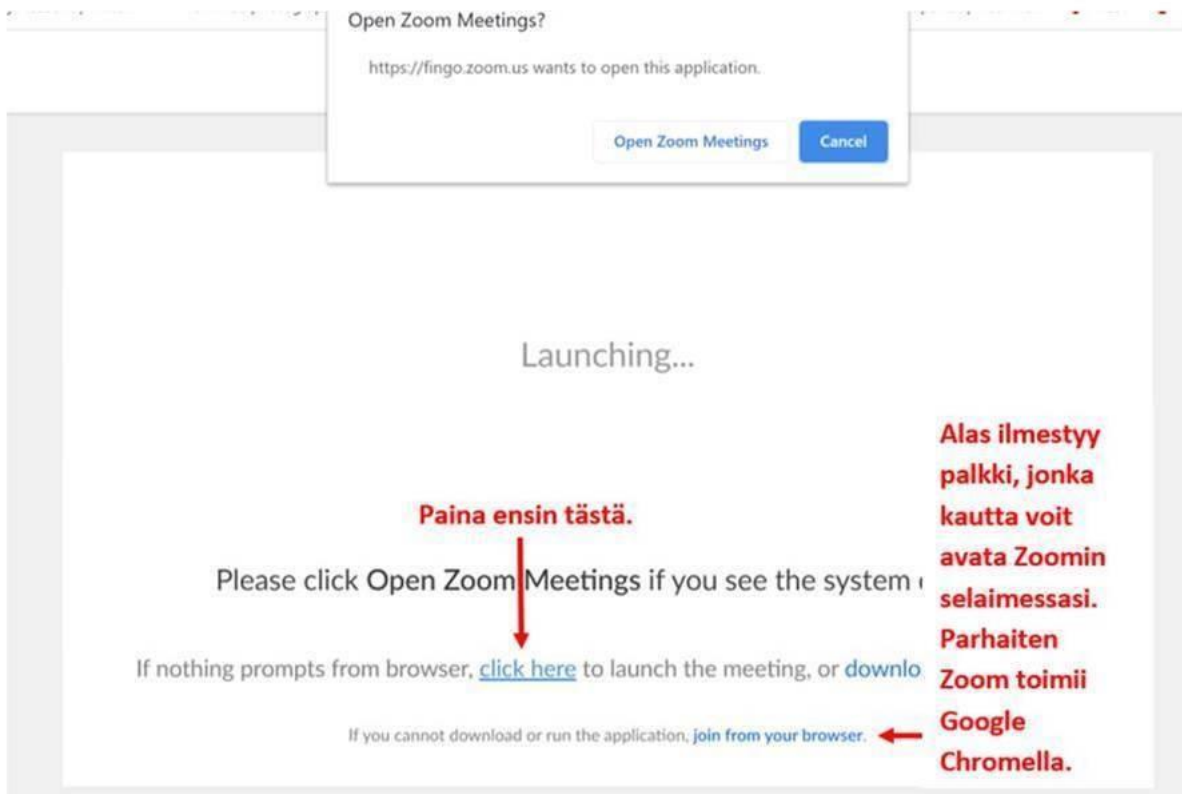 Open Zoom Meetings?
https://fingo.zoom.us wants to open this application.
Open Zoom Meetings
Cancel
Launching...
Paina ensin tästä.
Please click Open Zoom Meetings if you see the system
If nothing prompts from browser, click here to launch the meeting, or downlo
If you cannot download or run the application, join from your browser.
Alas ilmestyy
palkki, jonka
kautta voit
avata Zoomin
selaimessasi.
Parhaiten
Zoom toimii
Google
Chromella.